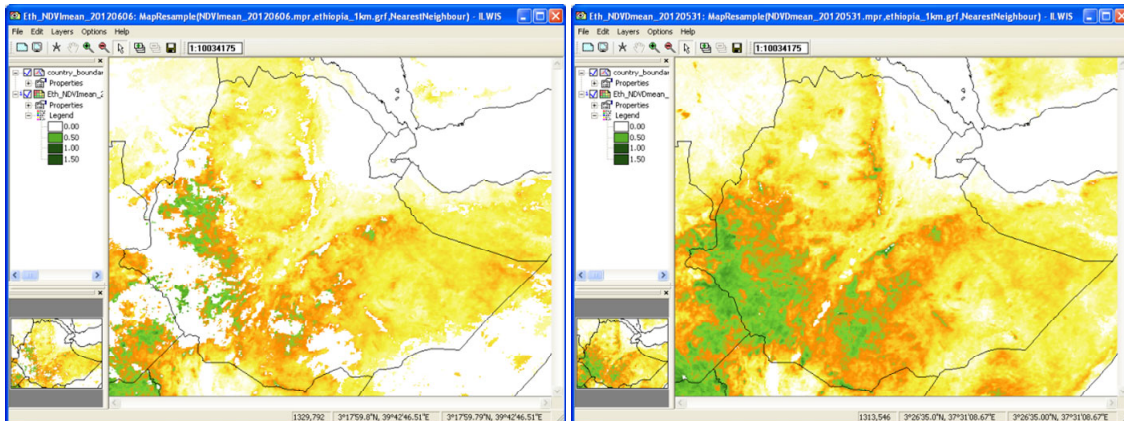 Eth_NDVImean_20120606: MapResample(NDVImean_20120606.mpr,ethiopia_1km.grf,NearestNeighbour) - ILWIS
File Edit Layers Options Help
1:10034175
country_boundar
Properties
Eth_NDVImean_2
Properties
Legend
0.00
0.50
1.00
1.50
1329,792 3°17'59.8"N, 39°42'46.51"E 3°17'59.79"N, 39°42'46.51"E
Eth_NDVDmean_20120531: MapResample(NDVDmean_20120531.mpr,ethiopia_1km.grf,NearestNeighbour) - ILWIS
File Edit Layers Options Help
1:10034175
country_boundar
Properties
Eth_NDVDmean_
Properties
Legend
0.00
0.50
1.00
1.50
1313,546 3°26'35.0"N, 37°31'08.67"E 3°26'35.00"N, 37°31'08.67"E